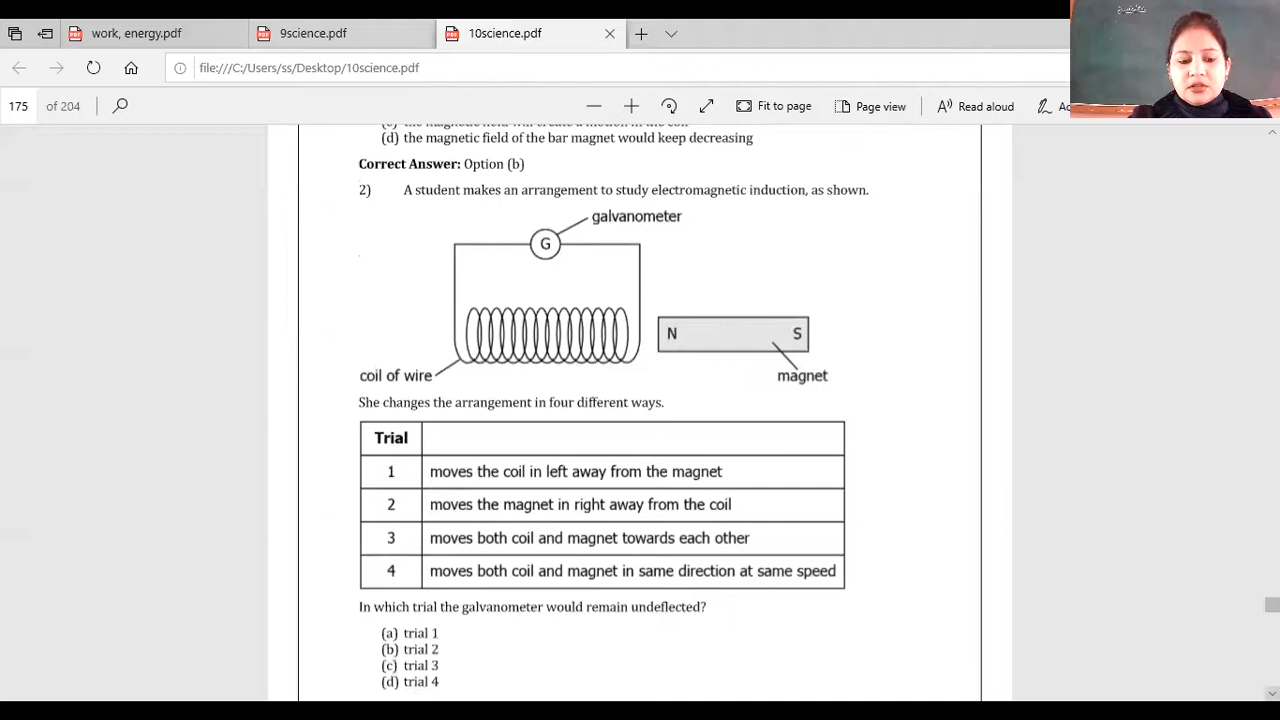 work, energy.pdf
9science.pdf
10science.pdf
file:///C:/Users/ss/Desktop/10science.pdf
175 of 204
Fit to page
Page view
Read aloud
(d) the magnetic field of the bar magnet would keep decreasing
Correct Answer: Option (b)
2) A student makes an arrangement to study electromagnetic induction, as shown.
galvanometer
G
N S
coil of wire
magnet
She changes the arrangement in four different ways.
Trial
1 moves the coil in left away from the magnet
2 moves the magnet in right away from the coil
3 moves both coil and magnet towards each other
4 moves both coil and magnet in same direction at same speed
In which trial the galvanometer would remain undeflected?
(a) trial 1
(b) trial 2
(c) trial 3
(d) trial 4